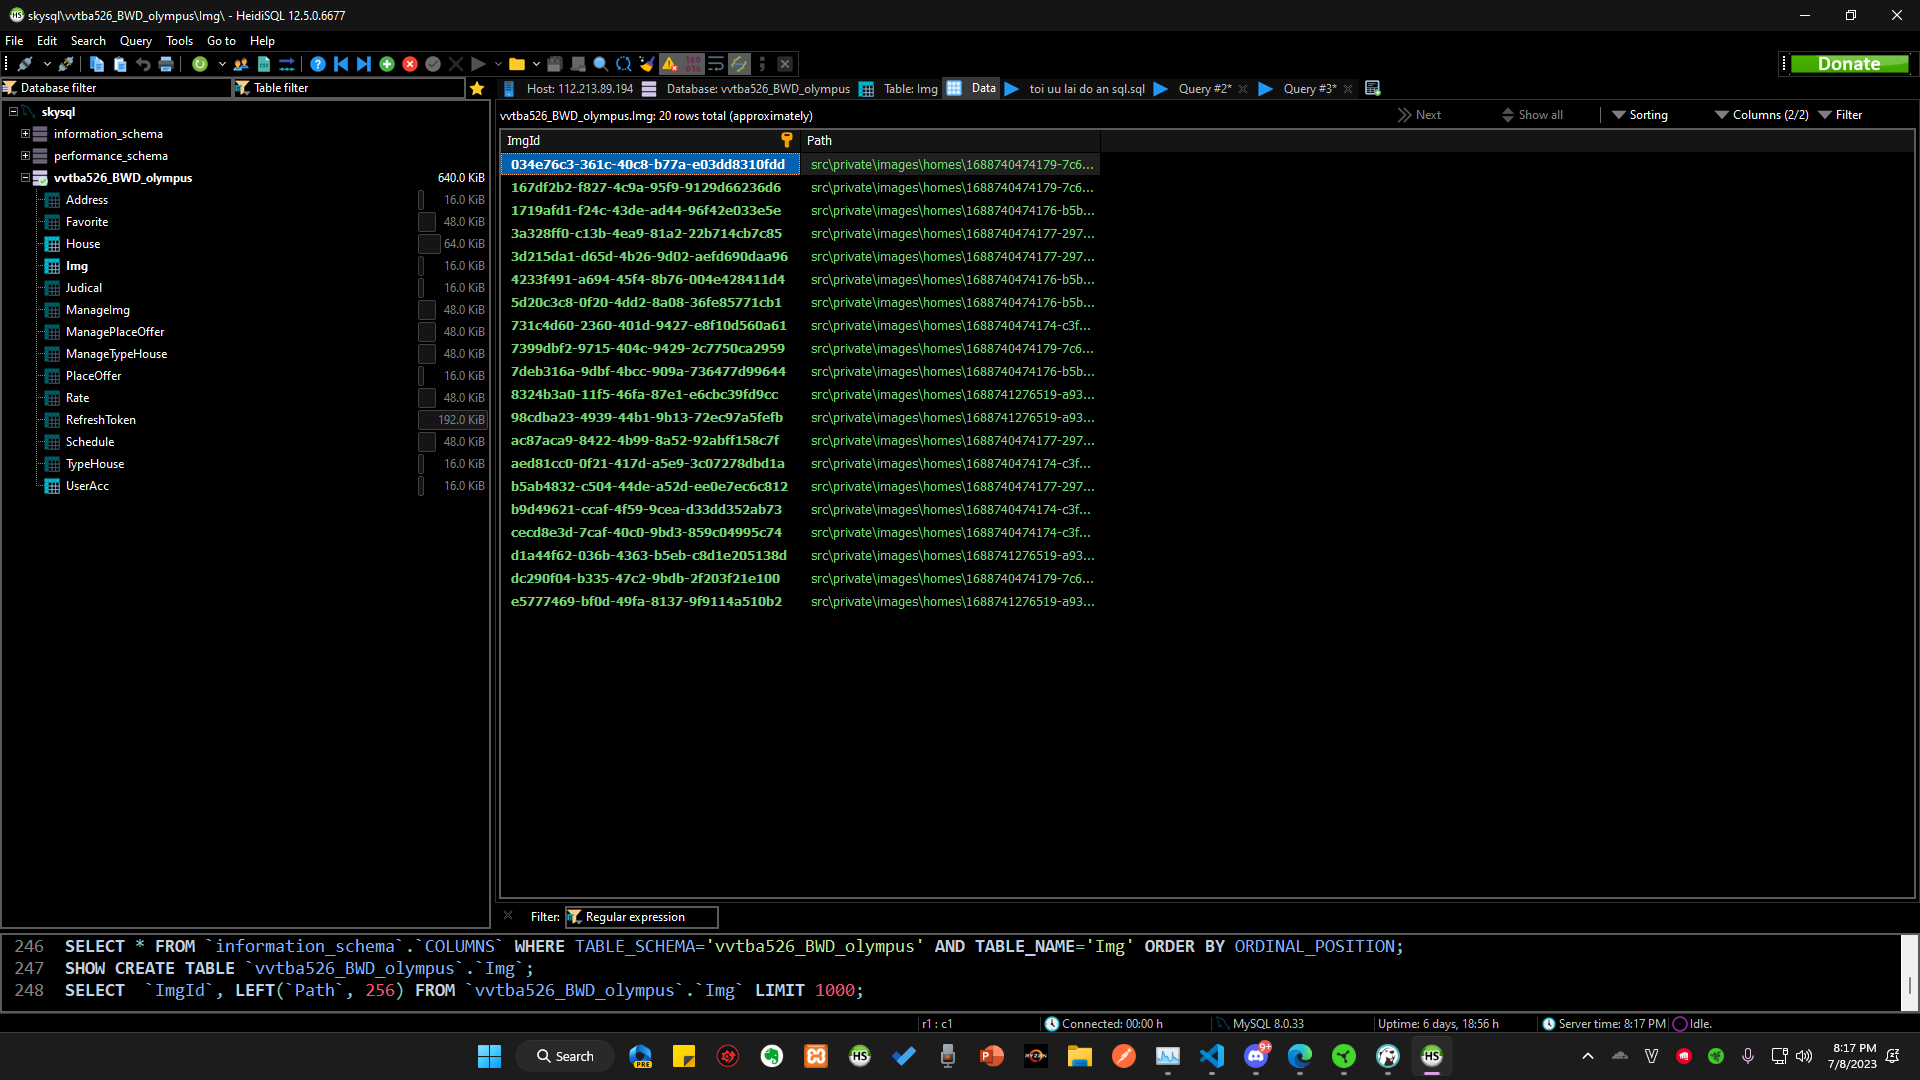 skysql\vvtba526_BWD_olympus\Img\ - HeidiSQL 12.5.0.6677
File Edit Search Query Tools Go to Help
Donate
Database filter Table filter
Host: 112.213.89.194 Database: vvtba526_BWD_olympus Table: Img Data toi uu lai do an sql.sql Query #2* Query #3*
vvtba526_BWD_olympus.Img: 20 rows total (approximately) Next Show all Sorting Columns (2/2) Filter
skysql
information_schema
performance_schema
vvtba526_BWD_olympus 640.0 KiB
Address 16.0 KiB
Favorite 48.0 KiB
House 64.0 KiB
Img 16.0 KiB
Judical 16.0 KiB
ManageImg 48.0 KiB
ManagePlaceOffer 48.0 KiB
ManageTypeHouse 48.0 KiB
PlaceOffer 16.0 KiB
Rate 48.0 KiB
RefreshToken 192.0 KiB
Schedule 48.0 KiB
TypeHouse 16.0 KiB
UserAcc 16.0 KiB
ImgId Path
034e76c3-361c-40c8-b77a-e03dd8310fdd src\private\images\homes\1688740474179-7c6...
167df2b2-f827-4c9a-95f9-9129d66236d6 src\private\images\homes\1688740474179-7c6...
1719afd1-f24c-43de-ad44-96f42e033e5e src\private\images\homes\1688740474176-b5b...
3a328ff0-c13b-4ea9-81a2-22b714cb7c85 src\private\images\homes\1688740474177-297...
3d215da1-d65d-4b26-9d02-aefd690daa96 src\private\images\homes\1688740474177-297...
4233f491-a694-45f4-8b76-004e428411d4 src\private\images\homes\1688740474176-b5b...
5d20c3c8-0f20-4dd2-8a08-36fe85771cb1 src\private\images\homes\1688740474176-b5b...
731c4d60-2360-401d-9427-e8f10d560a61 src\private\images\homes\1688740474174-c3f...
7399dbf2-9715-404c-9429-2c7750ca2959 src\private\images\homes\1688740474179-7c6...
7deb316a-9dbf-4bcc-909a-736477d99644 src\private\images\homes\1688740474176-b5b...
8324b3a0-11f5-46fa-87e1-e6cbc39fd9cc src\private\images\homes\1688741276519-a93...
98cdba23-4939-44b1-9b13-72ec97a5fefb src\private\images\homes\1688741276519-a93...
ac87aca9-8422-4b99-8a52-92abff158c7f src\private\images\homes\1688740474177-297...
aed81cc0-0f21-417d-a5e9-3c07278dbd1a src\private\images\homes\1688740474174-c3f...
b5ab4832-c504-44de-a52d-ee0e7ec6c812 src\private\images\homes\1688740474177-297...
b9d49621-ccaf-4f59-9cea-d33dd352ab73 src\private\images\homes\1688740474174-c3f...
cecd8e3d-7caf-40c0-9bd3-859c04995c74 src\private\images\homes\1688740474174-c3f...
d1a44f62-036b-4363-b5eb-c8d1e205138d src\private\images\homes\1688741276519-a93...
dc290f04-b335-47c2-9bdb-2f203f21e100 src\private\images\homes\1688740474179-7c6...
e5777469-bf0d-49fa-8137-9f9114a510b2 src\private\images\homes\1688741276519-a93...
Filter: Regular expression
246 SELECT * FROM `information_schema`.`COLUMNS` WHERE TABLE_SCHEMA='vvtba526_BWD_olympus' AND TABLE_NAME='Img' ORDER BY ORDINAL_POSITION;
247 SHOW CREATE TABLE `vvtba526_BWD_olympus`.`Img`;
248 SELECT `ImgId`, LEFT(`Path`, 256) FROM `vvtba526_BWD_olympus`.`Img` LIMIT 1000;
r1 : c1 Connected: 00:00 h MySQL 8.0.33 Uptime: 6 days, 18:56 h Server time: 8:17 PM Idle.
Search
8:17 PM
7/8/2023